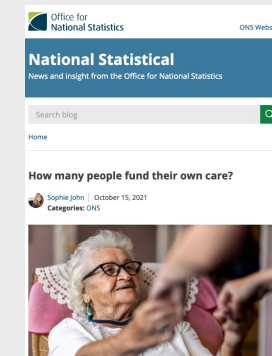 Office for
National Statistics
ONS Webs
National Statistical
News and insight from the Office for National Statistics
Search blog
Home
How many people fund their own care?
Sophie John | October 15, 2021
Categories: ONS